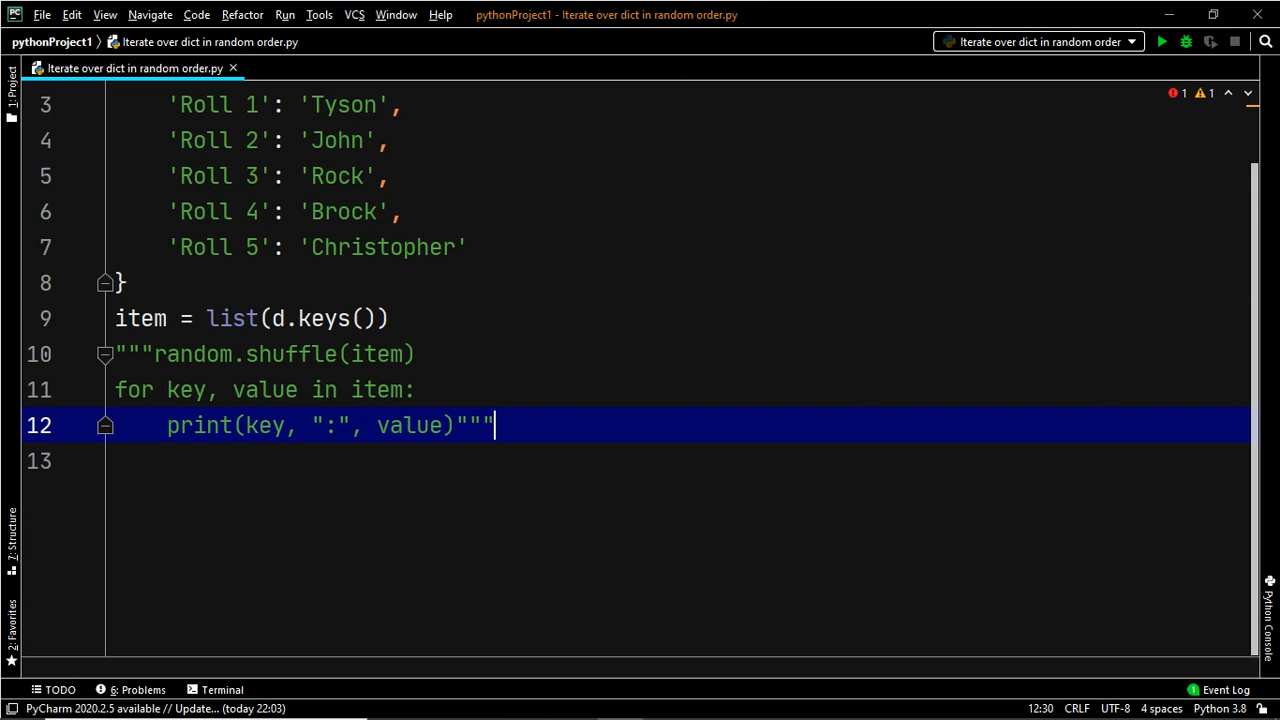 PC File Edit View Navigate Code Refactor Run Tools VCS Window Help pythonProject1 - Iterate over dict in random order.py
pythonProject1 Iterate over dict in random order.py Iterate over dict in random order
Iterate over dict in random order.py
1: Project
1 1
3 'Roll 1': 'Tyson',
4 'Roll 2': 'John',
5 'Roll 3': 'Rock',
6 'Roll 4': 'Brock',
7 'Roll 5': 'Christopher'
8 }
9 item = list(d.keys())
10 """random.shuffle(item)
11 for key, value in item:
12 print(key, ":", value)"""
13
7: Structure
2: Favorites
Python Console
TODO 6: Problems Terminal 1 Event Log
PyCharm 2020.2.5 available // Update... (today 22:03) 12:30 CRLF UTF-8 4 spaces Python 3.8